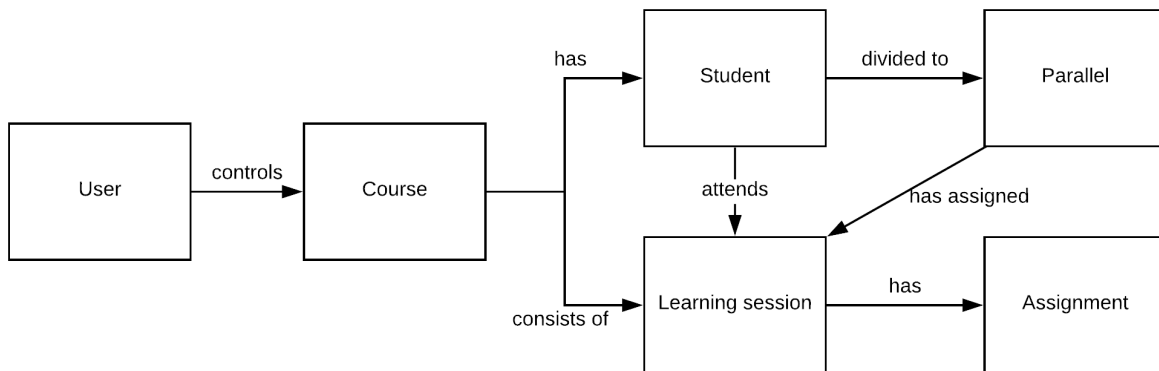 has
Student
divided to
Parallel
User
controls
Course
attends
has assigned
consists of
Learning session
has
Assignment